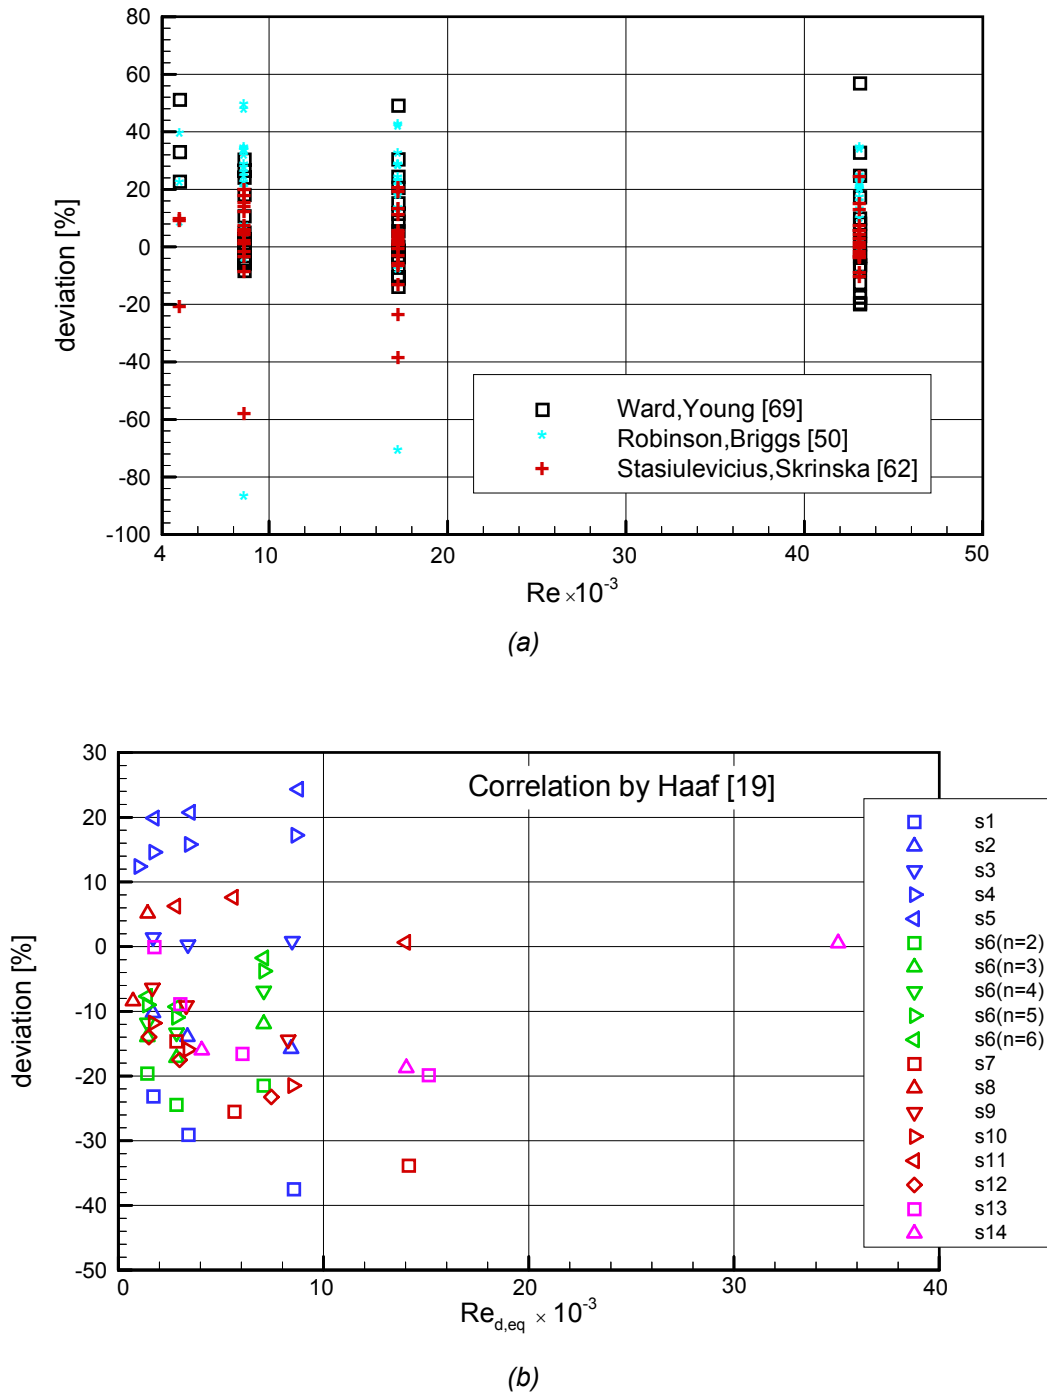 80
60
40
20
0
-20
-40
-60
-80
-100
deviation [%]
4
10
20
30
40
50
Re ×10⁻³
Ward,Young [69]
Robinson,Briggs [50]
Stasiulevicius,Skrinska [62]
(a)
30
20
10
0
-10
-20
-30
-40
-50
deviation [%]
Correlation by Haaf [19]
s1
s2
s3
s4
s5
s6(n=2)
s6(n=3)
s6(n=4)
s6(n=5)
s6(n=6)
s7
s8
s9
s10
s11
s12
s13
s14
0
10
20
30
40
Re_d,eq × 10⁻³
(b)